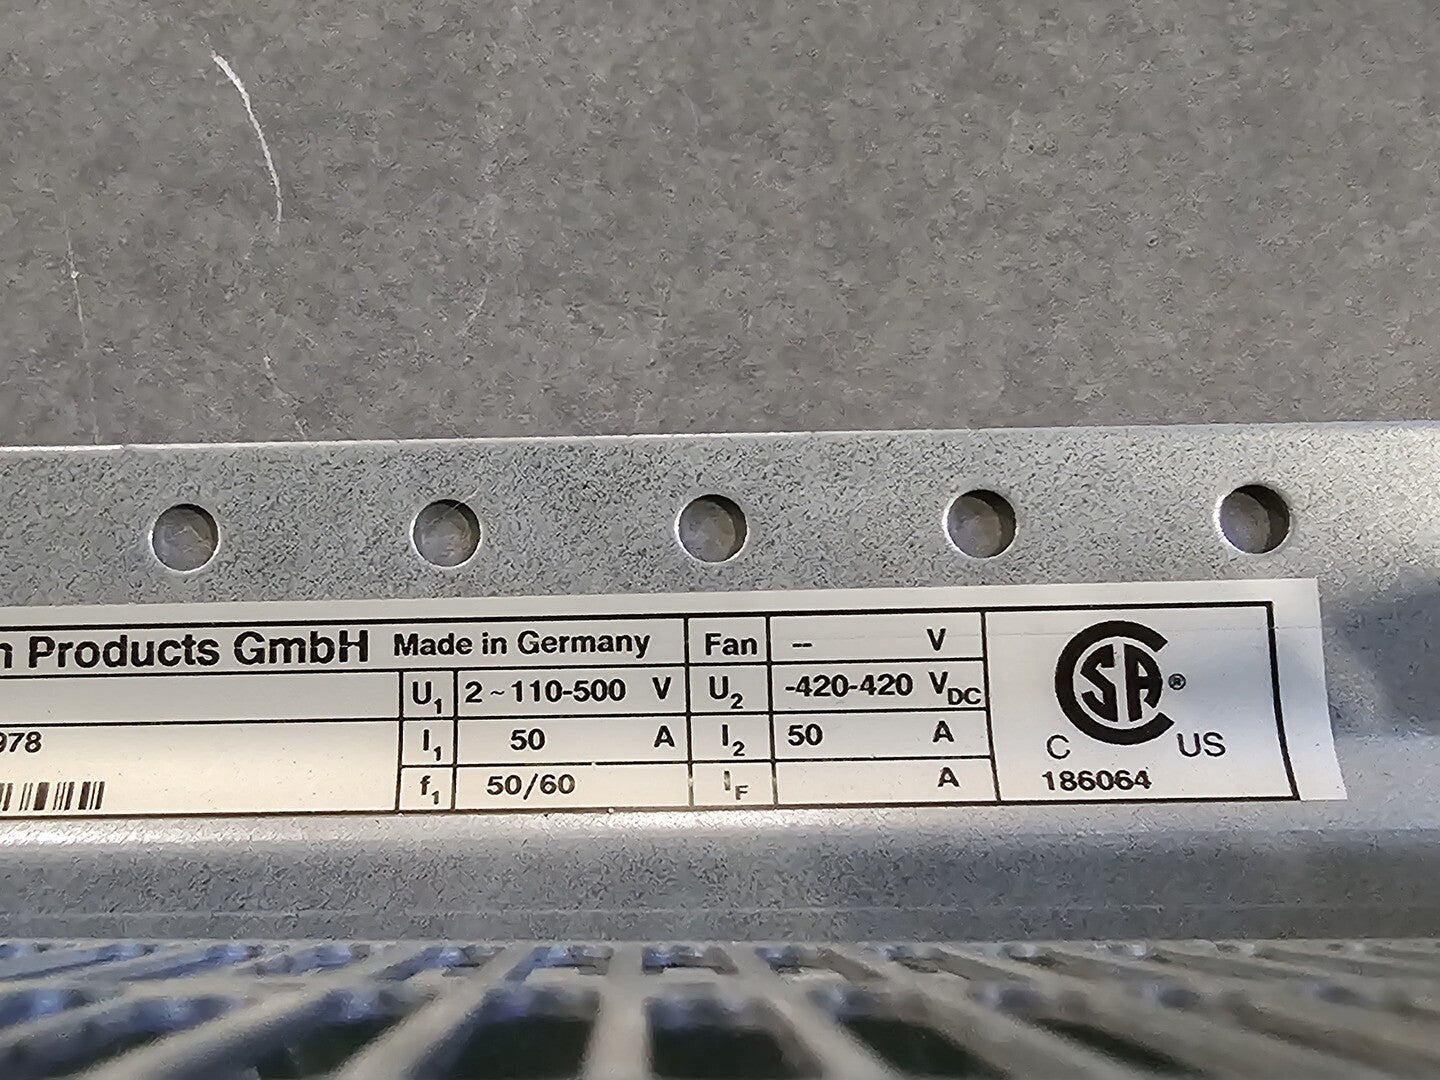 n Products GmbH Made in Germany Fan -- V
U1 2 ~ 110-500 V U2 -420-420 VDC
978 I1 50 A I2 50 A
f1 50/60 IF A
CSA ®
C US
186064